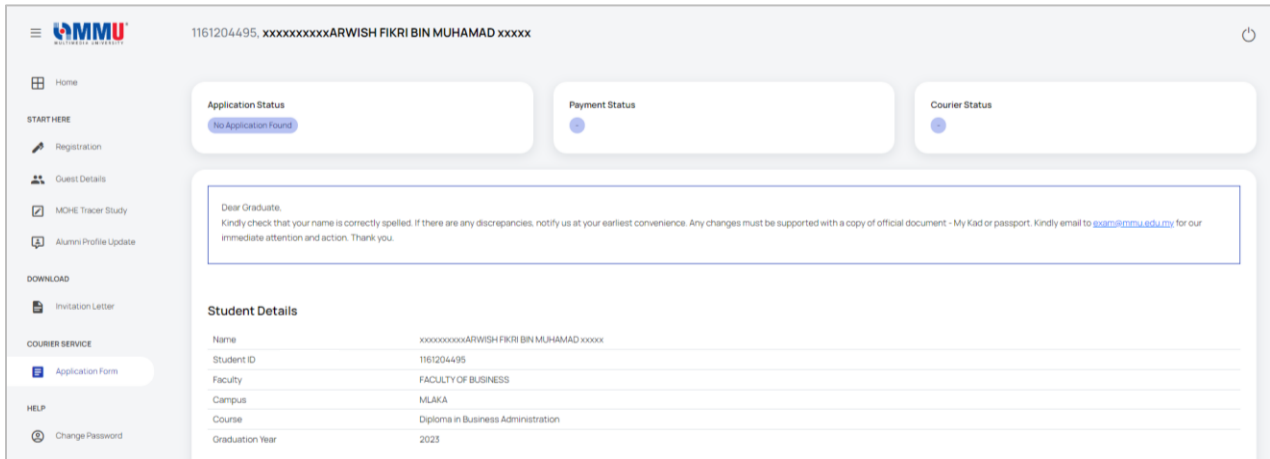 MMU
MULTIMEDIA UNIVERSITY
1161204495, xxxxxxxxxxARWISH FIKRI BIN MUHAMAD xxxxx
Home
START HERE
Registration
Guest Details
MOHE Tracer Study
Alumni Profile Update
DOWNLOAD
Invitation Letter
COURIER SERVICE
Application Form
HELP
Change Password
Application Status
No Application Found
Payment Status
-
Courier Status
-
Dear Graduate,
Kindly check that your name is correctly spelled. If there are any discrepancies, notify us at your earliest convenience. Any changes must be supported with a copy of official document - My Kad or passport. Kindly email to exam@mmu.edu.my for our
immediate attention and action. Thank you.
Student Details
Name xxxxxxxxxxARWISH FIKRI BIN MUHAMAD xxxxx
Student ID 1161204495
Faculty FACULTY OF BUSINESS
Campus MLAKA
Course Diploma in Business Administration
Graduation Year 2023